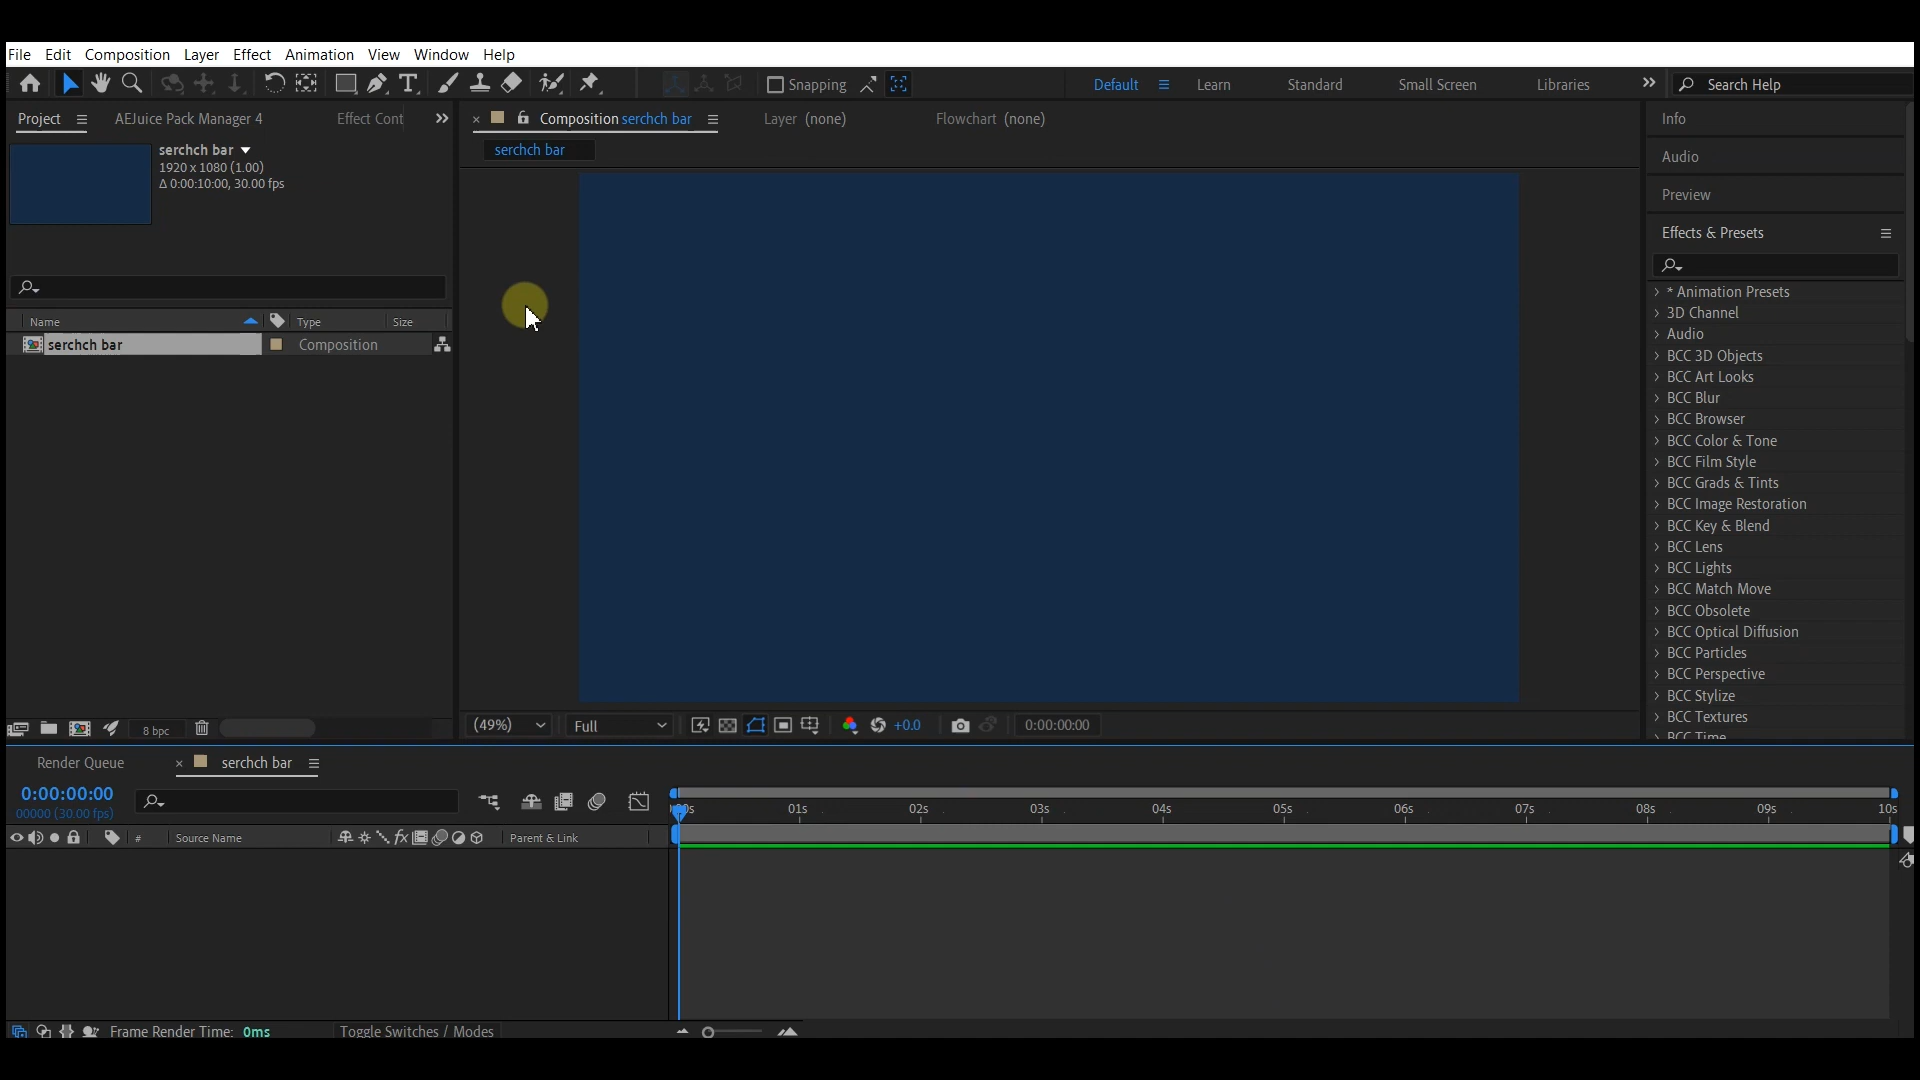 File Edit Composition Layer Effect Animation View Window Help
Snapping Default Learn Standard Small Screen Libraries Search Help
Project AEJuice Pack Manager 4 Effect Cont
Composition serchch bar Layer (none) Flowchart (none)
serchch bar
serchch bar
1920 x 1080 (1.00)
Δ 0:00:10:00, 30.00 fps
Name Type Size
serchch bar Composition
8 bpc
(49%) Full +0.0 0:00:00:00
Info
Audio
Preview
Effects & Presets
* Animation Presets
3D Channel
Audio
BCC 3D Objects
BCC Art Looks
BCC Blur
BCC Browser
BCC Color & Tone
BCC Film Style
BCC Grads & Tints
BCC Image Restoration
BCC Key & Blend
BCC Lens
BCC Lights
BCC Match Move
BCC Obsolete
BCC Optical Diffusion
BCC Particles
BCC Perspective
BCC Stylize
BCC Textures
BCC Time
Render Queue serchch bar
0:00:00:00
00000 (30.00 fps)
00s 01s 02s 03s 04s 05s 06s 07s 08s 09s 10s
# Source Name fx Parent & Link
Frame Render Time: 0ms Toggle Switches / Modes